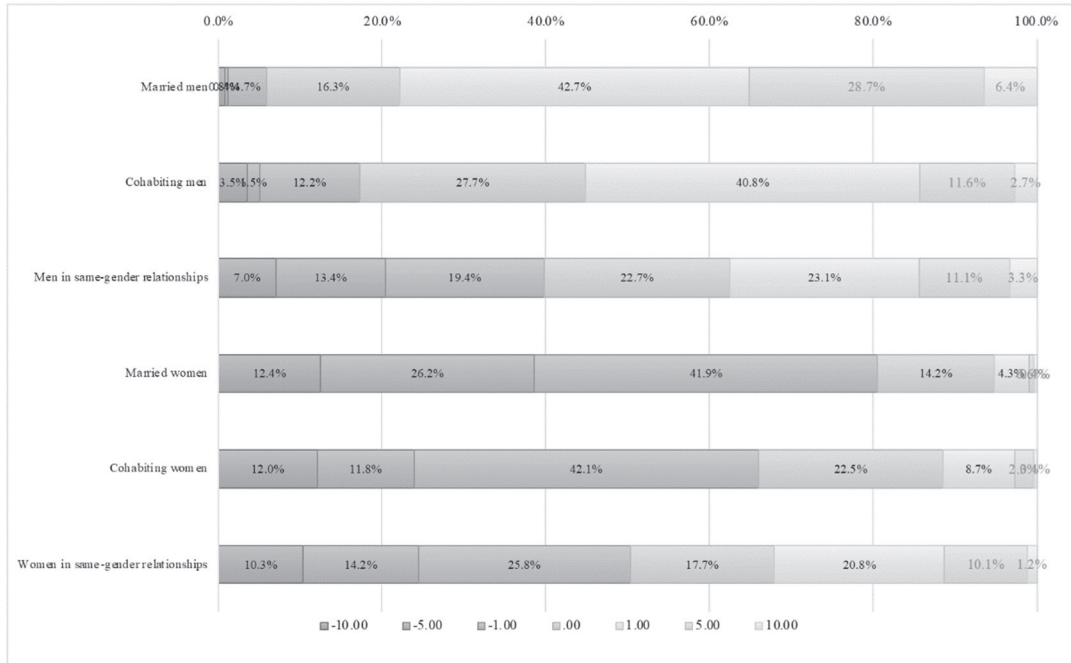 0.0% 20.0% 40.0% 60.0% 80.0% 100.0%
Married men 4.7% 16.3% 42.7% 28.7% 6.4%
Cohabiting men 3.5% 12.2% 27.7% 40.8% 11.6% 2.7%
Men in same-gender relationships 7.0% 13.4% 19.4% 22.7% 23.1% 11.1% 3.3%
Married women 12.4% 26.2% 41.9% 14.2% 4.3%
Cohabiting women 12.0% 11.8% 42.1% 22.5% 8.7%
Women in same-gender relationships 10.3% 14.2% 25.8% 17.7% 20.8% 10.1% 1.2%
-10.00 -5.00 -1.00 .00 1.00 5.00 10.00